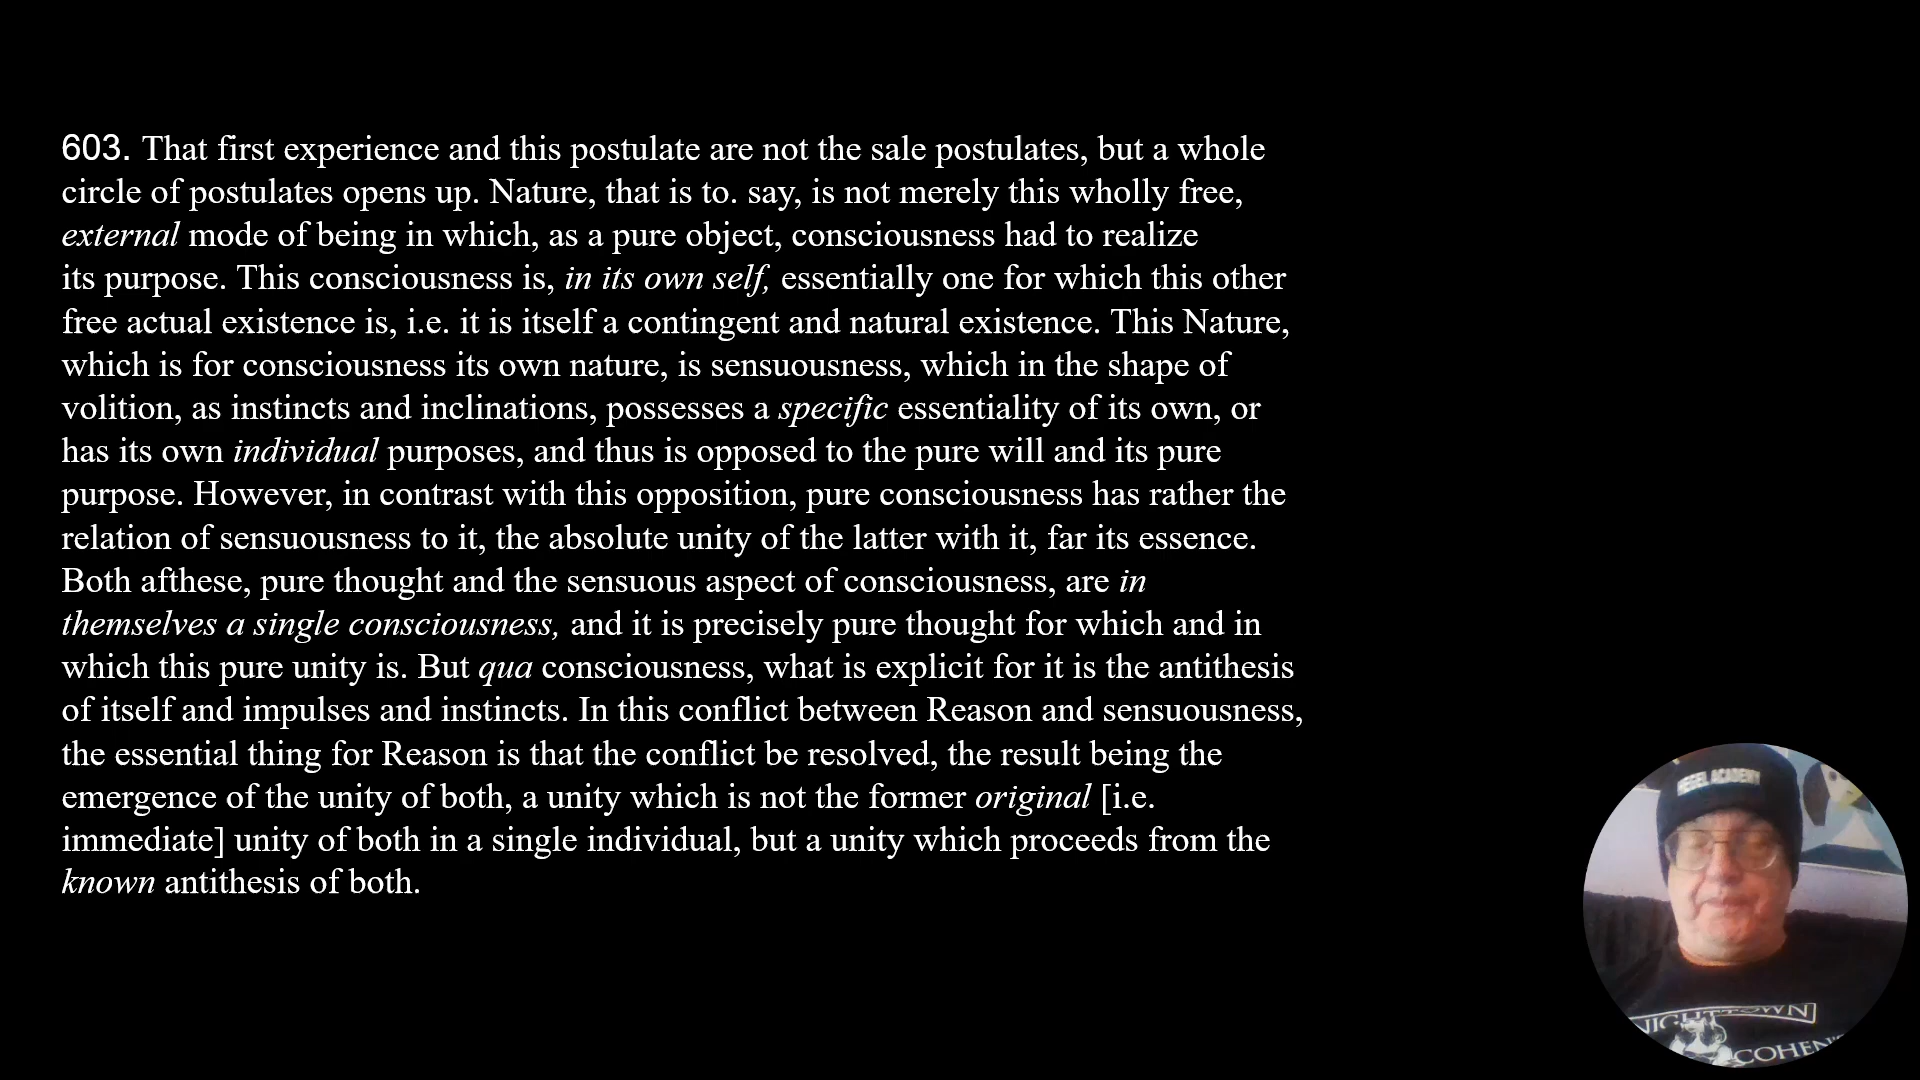 603. That first experience and this postulate are not the sale postulates, but a whole
circle of postulates opens up. Nature, that is to. say, is not merely this wholly free,
external mode of being in which, as a pure object, consciousness had to realize
its purpose. This consciousness is, in its own self, essentially one for which this other
free actual existence is, i.e. it is itself a contingent and natural existence. This Nature,
which is for consciousness its own nature, is sensuousness, which in the shape of
volition, as instincts and inclinations, possesses a specific essentiality of its own, or
has its own individual purposes, and thus is opposed to the pure will and its pure
purpose. However, in contrast with this opposition, pure consciousness has rather the
relation of sensuousness to it, the absolute unity of the latter with it, far its essence.
Both afthese, pure thought and the sensuous aspect of consciousness, are in
themselves a single consciousness, and it is precisely pure thought for which and in
which this pure unity is. But qua consciousness, what is explicit for it is the antithesis
of itself and impulses and instincts. In this conflict between Reason and sensuousness,
the essential thing for Reason is that the conflict be resolved, the result being the
emergence of the unity of both, a unity which is not the former original [i.e.
immediate] unity of both in a single individual, but a unity which proceeds from the
known antithesis of both.
HEGEL ACADEMY
NIGHTTOWN
COHEN'S